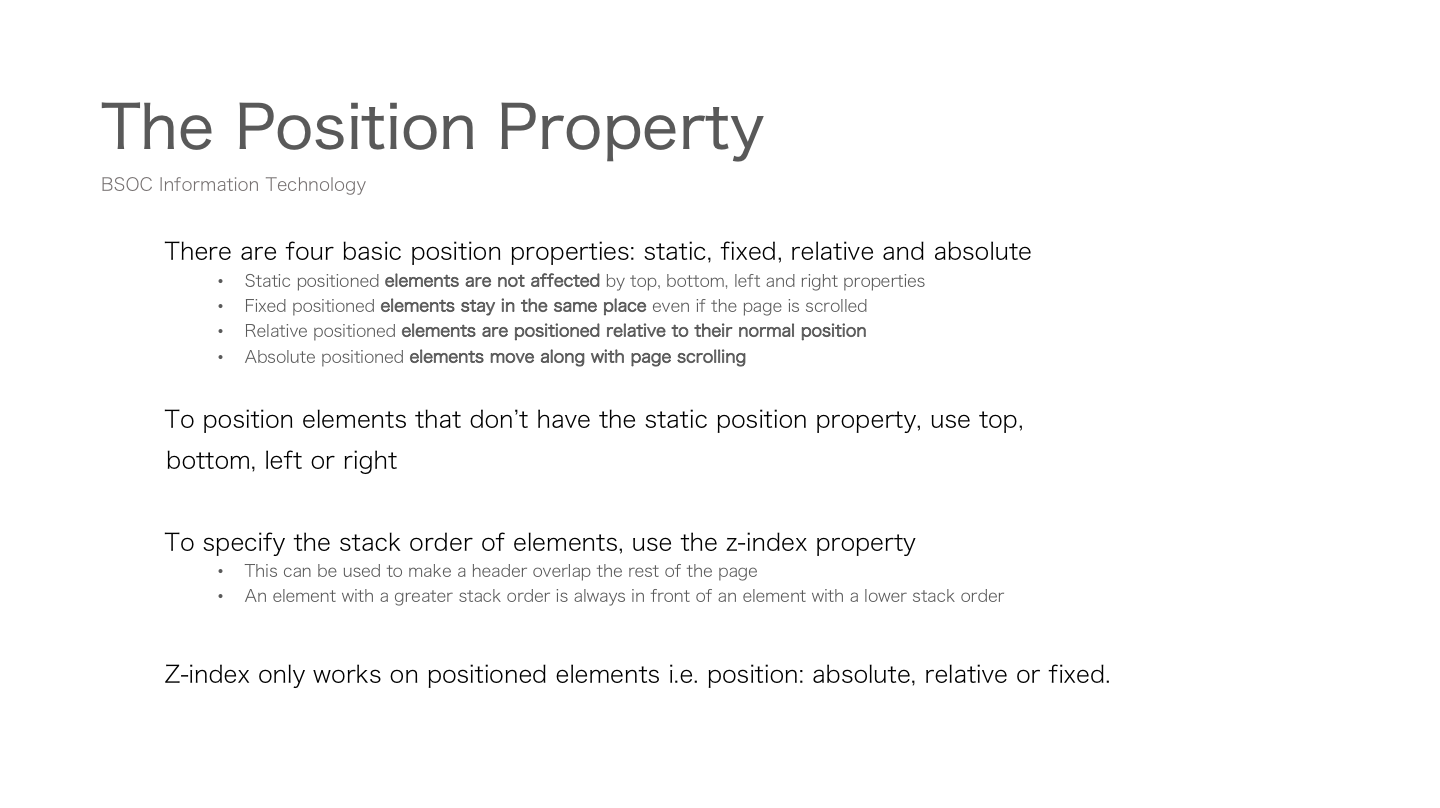 The Position Property
BSOC Information Technology
There are four basic position properties: static, fixed, relative and absolute
• Static positioned elements are not affected by top, bottom, left and right properties
• Fixed positioned elements stay in the same place even if the page is scrolled
• Relative positioned elements are positioned relative to their normal position
• Absolute positioned elements move along with page scrolling
To position elements that don’t have the static position property, use top,
bottom, left or right
To specify the stack order of elements, use the z-index property
• This can be used to make a header overlap the rest of the page
• An element with a greater stack order is always in front of an element with a lower stack order
Z-index only works on positioned elements i.e. position: absolute, relative or fixed.